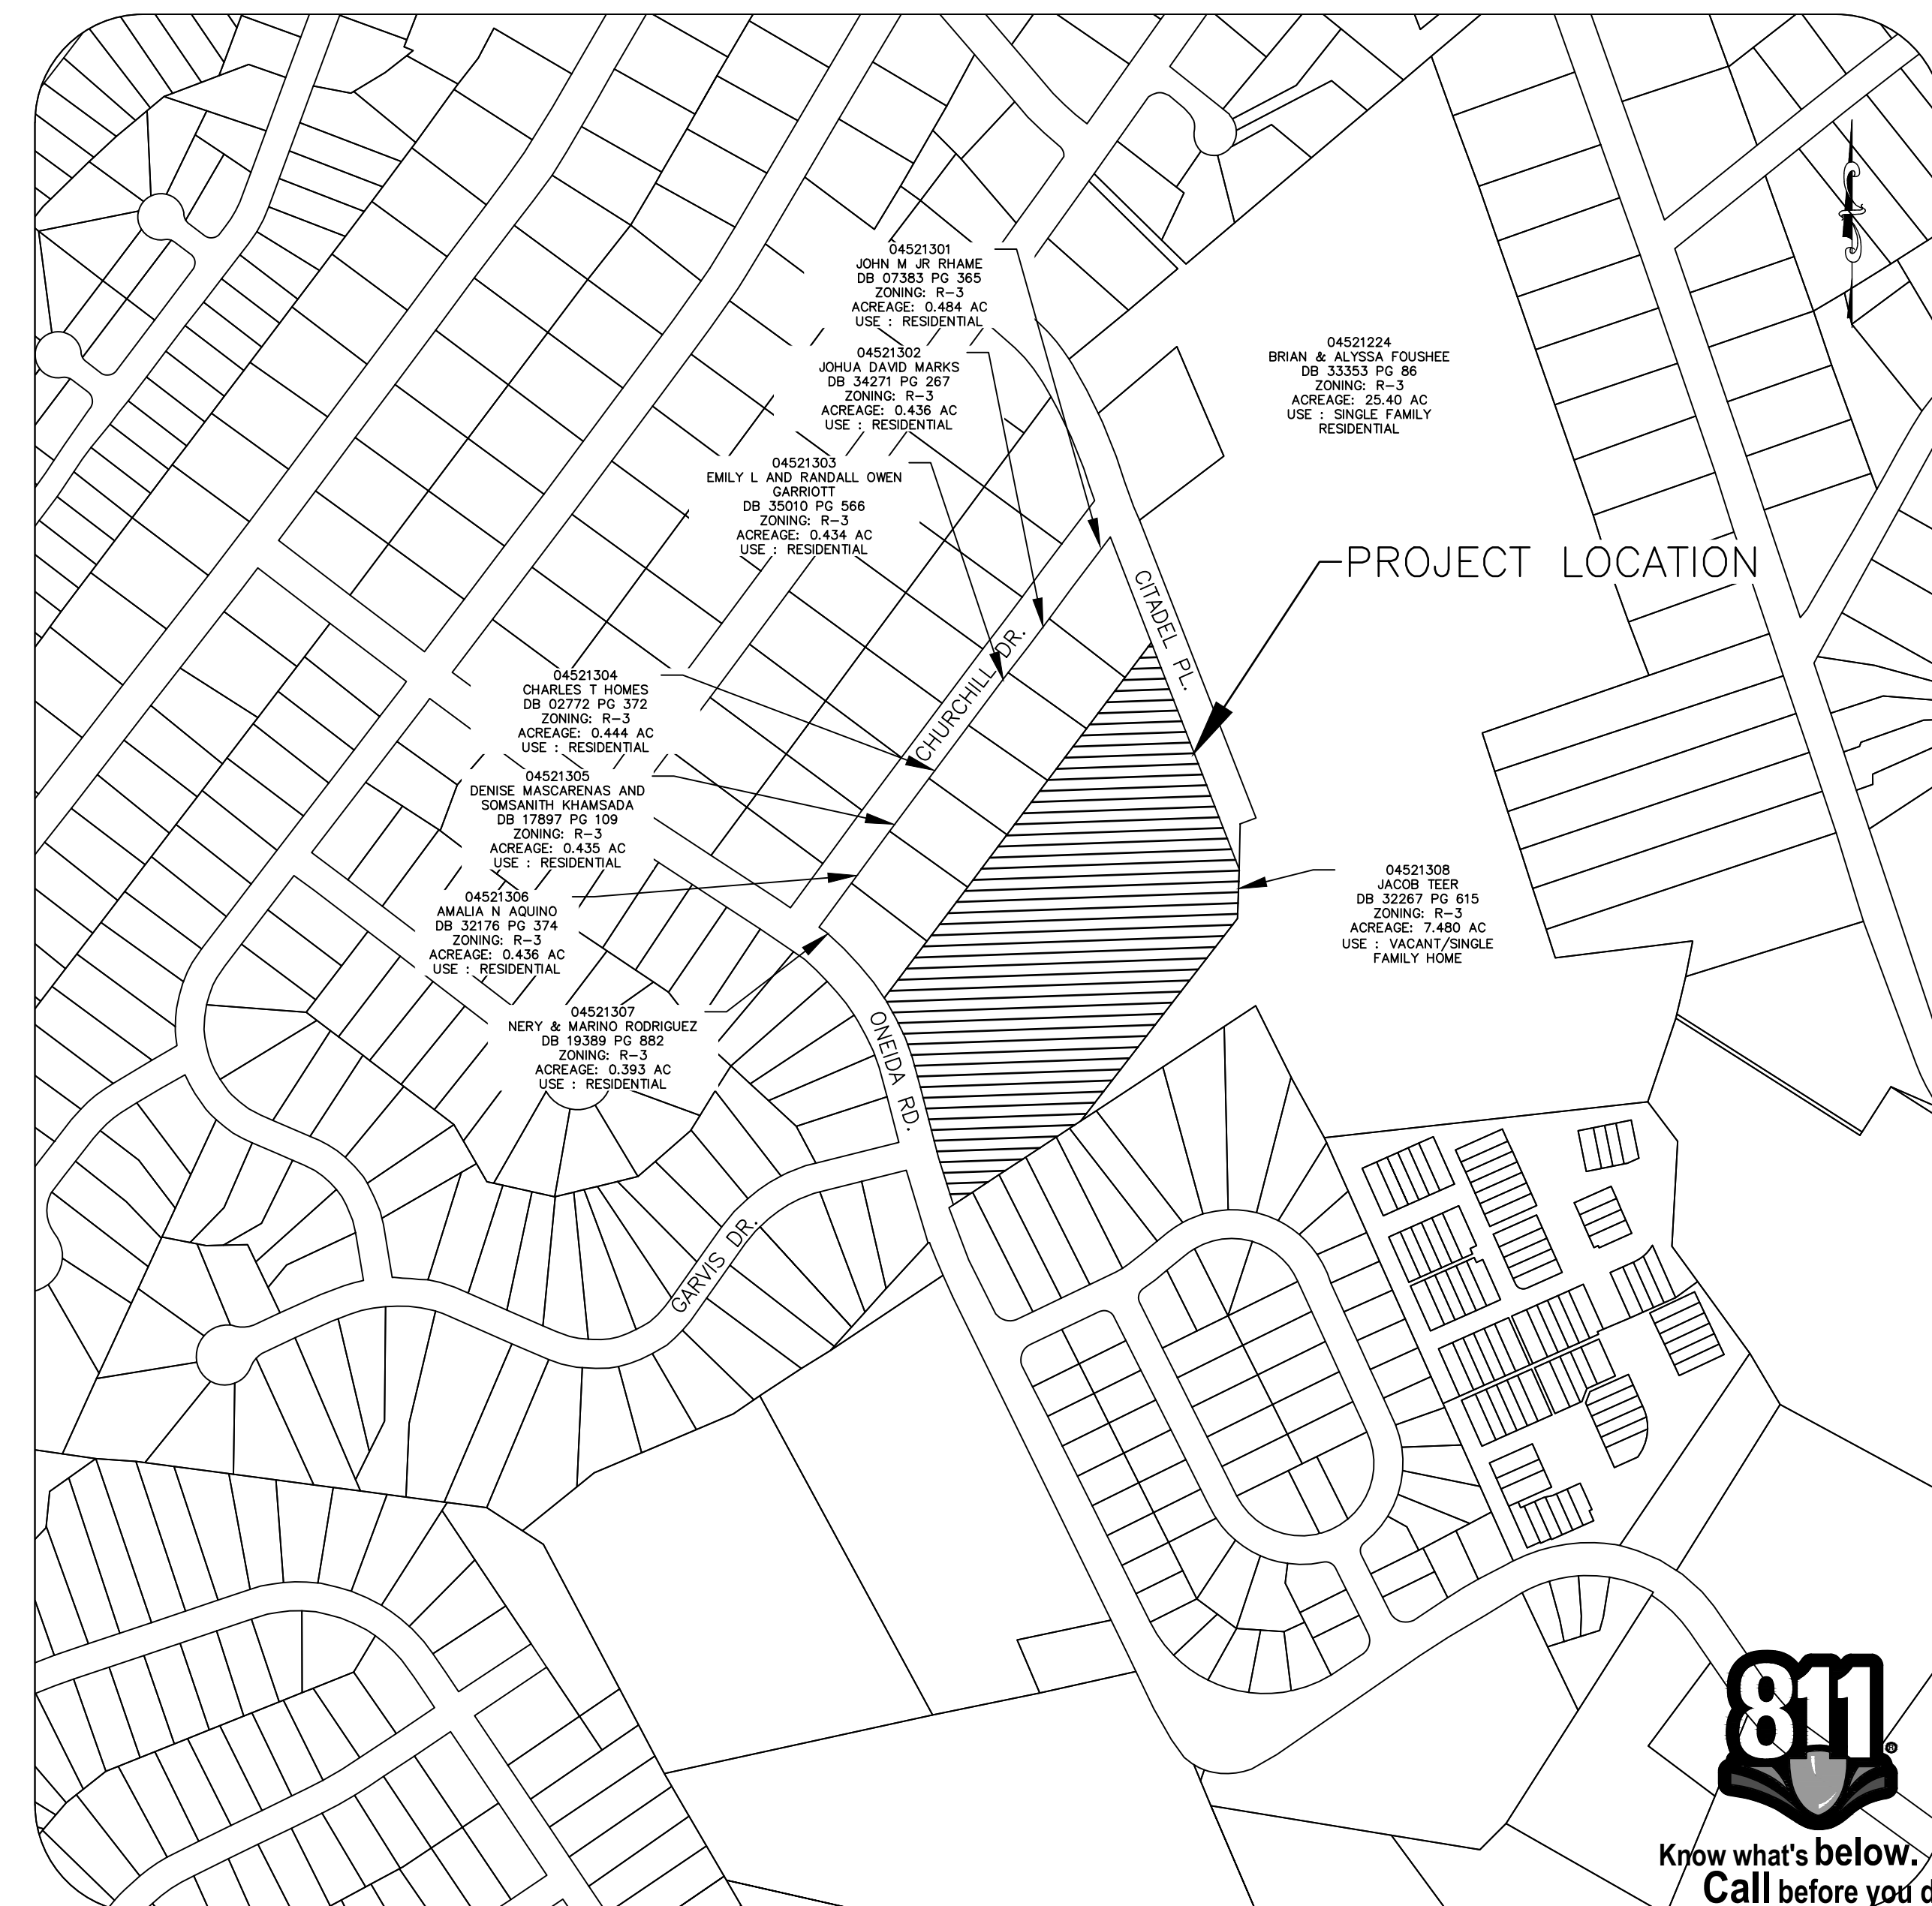 04521301
JOHN M JR RHAME
DB 07383 PG 365
ZONING: R-3
ACREAGE: 0.484 AC
USE : RESIDENTIAL
04521302
JOHUA DAVID MARKS
DB 34271 PG 267
ZONING: R-3
ACREAGE: 0.436 AC
USE : RESIDENTIAL
04521224
BRIAN & ALYSSA FOUSHEE
DB 33353 PG 86
ZONING: R-3
ACREAGE: 25.40 AC
USE : SINGLE FAMILY
RESIDENTIAL
04521303
EMILY L AND RANDALL OWEN
GARRIOTT
DB 35010 PG 566
ZONING: R-3
ACREAGE: 0.434 AC
USE : RESIDENTIAL
PROJECT LOCATION
CITADEL PL.
CHURCHILL DR.
04521304
CHARLES T HOMES
DB 02772 PG 372
ZONING: R-3
ACREAGE: 0.444 AC
USE : RESIDENTIAL
04521305
DENISE MASCARENAS AND
SOMSANITH KHAMSADA
DB 17897 PG 109
ZONING: R-3
ACREAGE: 0.435 AC
USE : RESIDENTIAL
04521306
AMALIA N AQUINO
DB 32176 PG 374
ZONING: R-3
ACREAGE: 0.436 AC
USE : RESIDENTIAL
04521308
JACOB TEER
DB 32267 PG 615
ZONING: R-3
ACREAGE: 7.480 AC
USE : VACANT/SINGLE
FAMILY HOME
04521307
NERY & MARINO RODRIGUEZ
DB 19389 PG 882
ZONING: R-3
ACREAGE: 0.393 AC
USE : RESIDENTIAL
ONEIDA RD.
GARVIS DR.
811®
Know what's below.
Call before you d